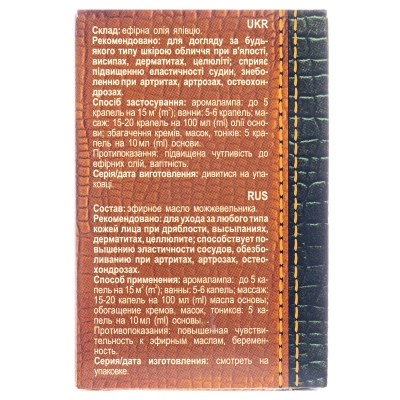 UKR
Склад: ефірна олія ялівцю.
Рекомендовано: для догляду за будь-
якого типу шкірою обличчя при в'ялості,
висипах, дерматитах, целюліті; сприяє
підвищенню еластичності судин, знебо-
ленню при артритах, артрозах, остеохон-
дрозах.
Спосіб застосування: аромалампа: до 5
крапель на 15 м² (m²); ванни: 5-6 крапель; ма-
саж: 15-20 крапель на 100 мл (ml) олії осно-
ви; збагачення кремів, масок, тоніків: 5 кра-
пель на 10 мл (ml) основи.
Протипоказання: підвищена чутливість до
ефірних олій, вагітність.
Серія/дата виготовлення: дивитися на упа-
ковці.
RUS
Состав: эфирное масло можжевельника.
Рекомендовано: для ухода за любого типа
кожей лица при дряблости, высыпаниях,
дерматитах, целлюлите; способствует по-
вышению эластичности сосудов, обезбо-
ливанию при артритах, артрозах, остео-
хондрозах.
Способ применения: аромалампа: до 5 ка-
пель на 15 м² (m²); ванны: 5-6 капель; массаж:
15-20 капель на 100 мл (ml) масла основы;
обогащение кремов, масок, тоников: 5 ка-
пель на 10 мл (ml) основы.
Противопоказания: повышенная чувстви-
тельность к эфирным маслам, беремен-
ность.
Серия/дата изготовления: смотреть на
упаковке.